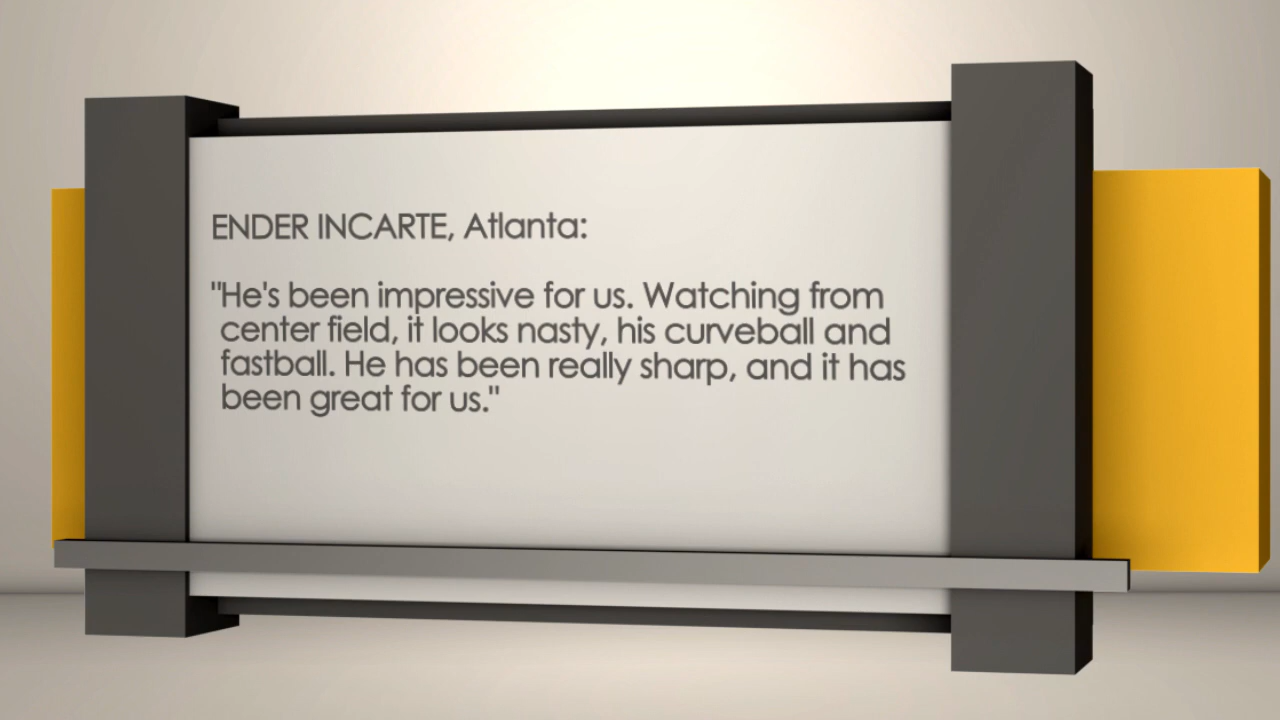 ENDER INCARTE, Atlanta:
"He's been impressive for us. Watching from
center field, it looks nasty, his curveball and
fastball. He has been really sharp, and it has
been great for us."